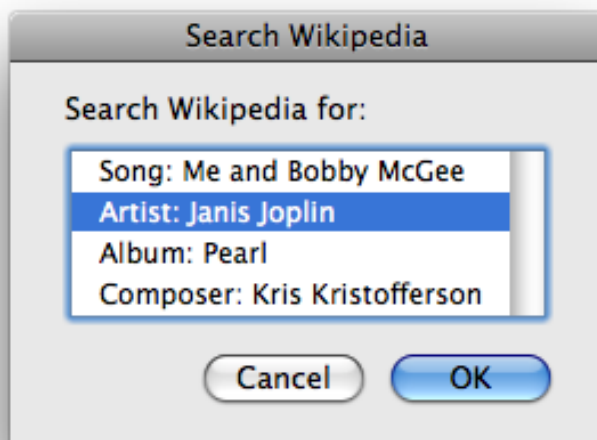 Search Wikipedia
Search Wikipedia for:
Song: Me and Bobby McGee
Artist: Janis Joplin
Album: Pearl
Composer: Kris Kristofferson
Cancel OK